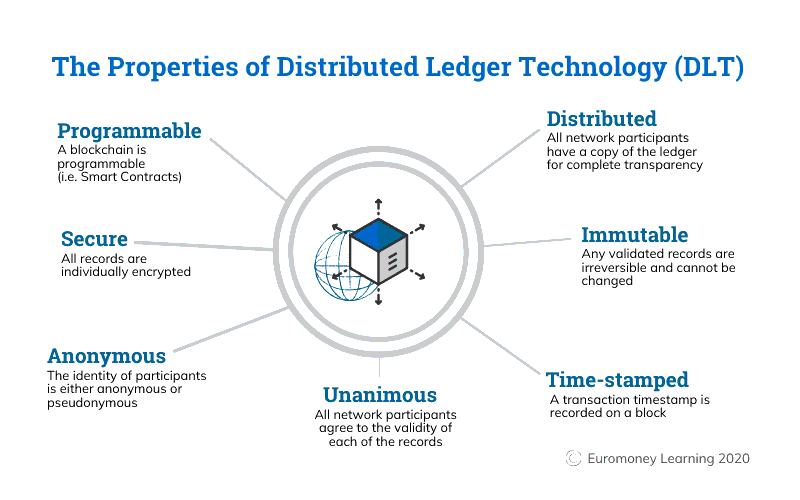 The Properties of Distributed Ledger Technology (DLT)
Programmable
A blockchain is
programmable
(i.e. Smart Contracts)
Distributed
All network participants
have a copy of the ledger
for complete transparency
Secure
All records are
individually encrypted
Immutable
Any validated records are
irreversible and cannot be
changed
Anonymous
The identity of participants
is either anonymous or
pseudonymous
Unanimous
All network participants
agree to the validity of
each of the records
Time-stamped
A transaction timestamp is
recorded on a block
© Euromoney Learning 2020